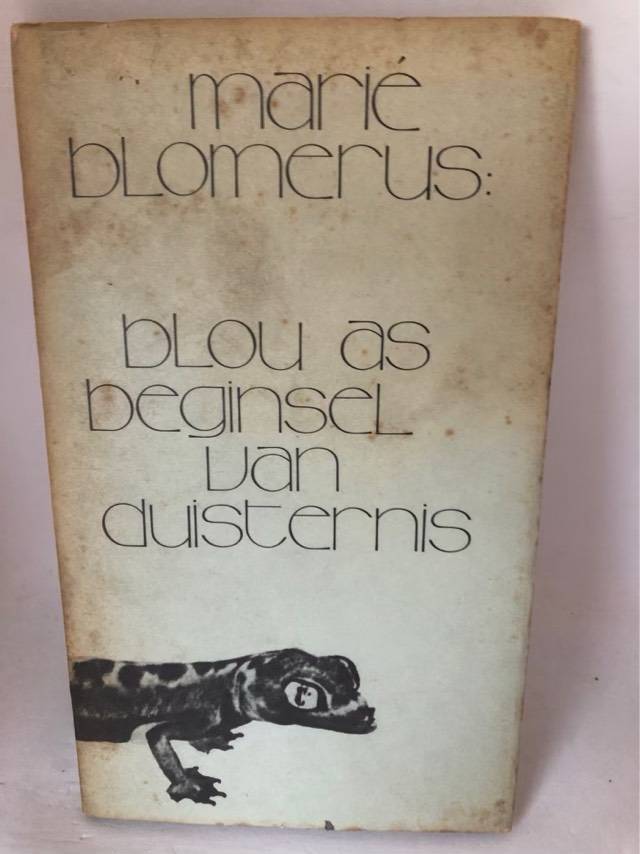 marié
blomerus:
blou as
beginsel
van
duisternis